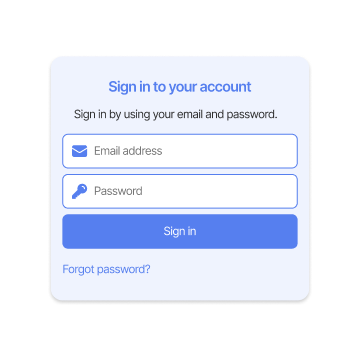 Sign in to your account
Sign in by using your email and password.
Email address
Password
Sign in
Forgot password?